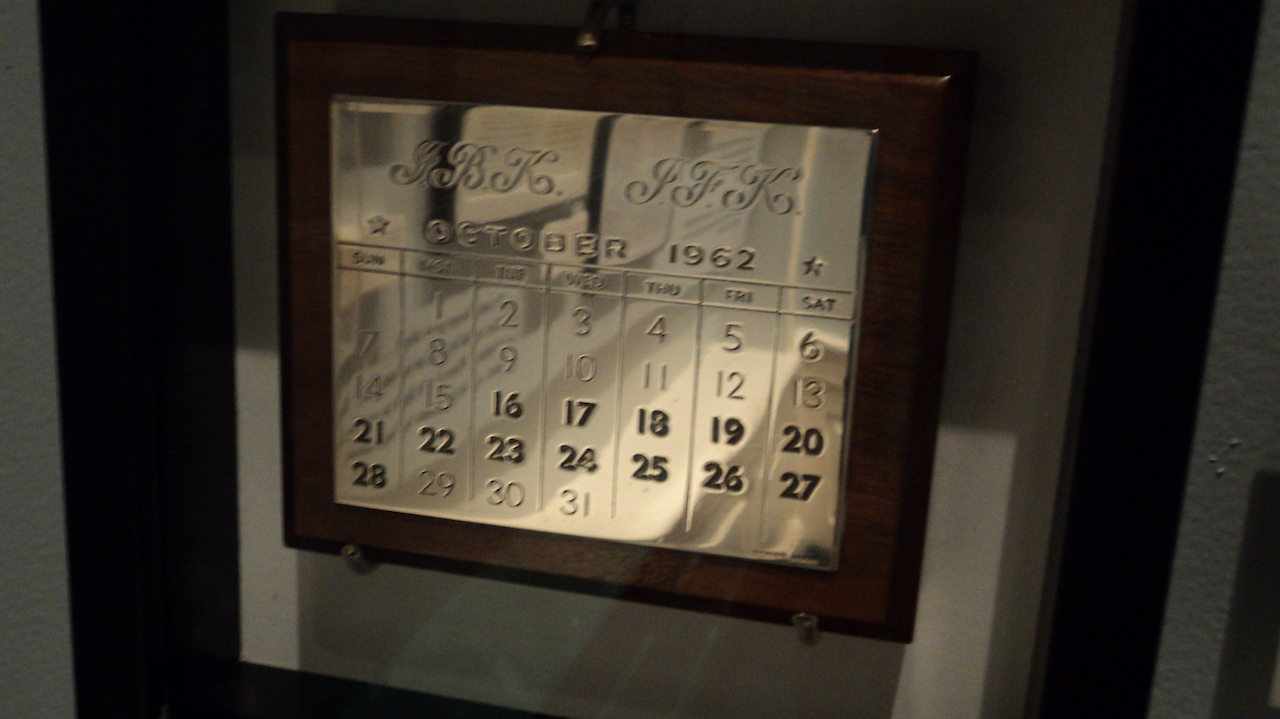 J.B.K. J.F.K.
★ OCTOBER 1962 ★
SUN MON TUE WED THU FRI SAT
1 2 3 4 5 6
7 8 9 10 11 12 13
14 15 16 17 18 19 20
21 22 23 24 25 26 27
28 29 30 31